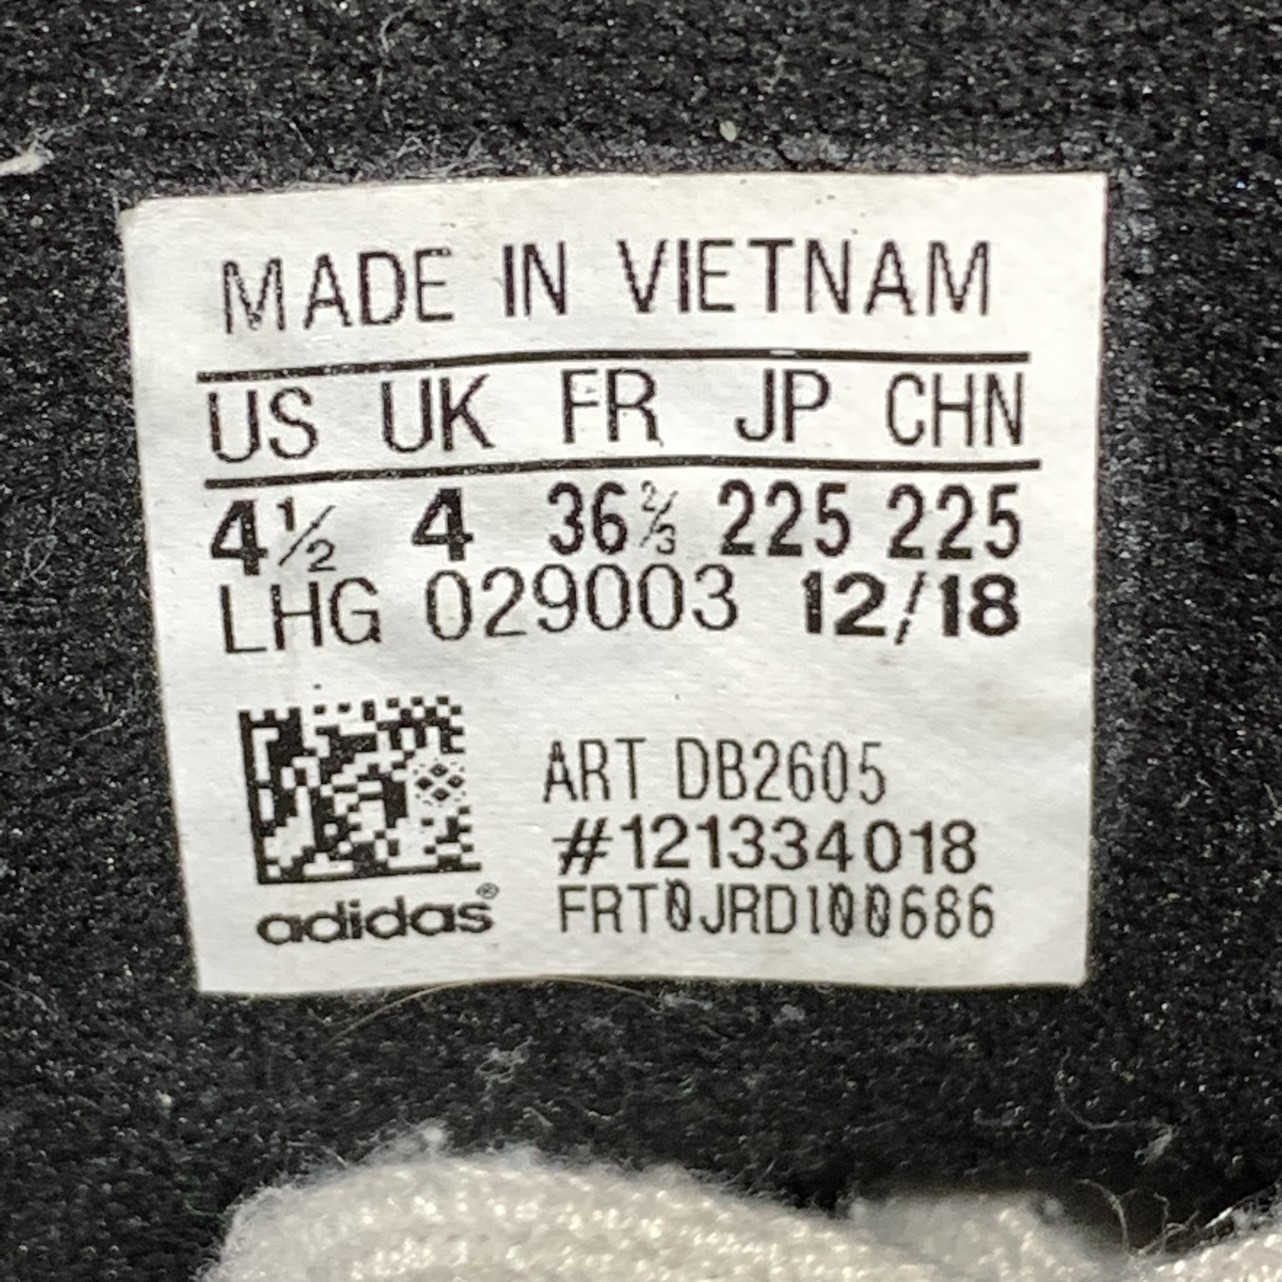 MADE IN VIETNAM
US UK FR JP CHN
4½ 4 36⅔ 225 225
LHG 029003 12/18
ART DB2605
#121334018
adidas® FRT0JRD100686